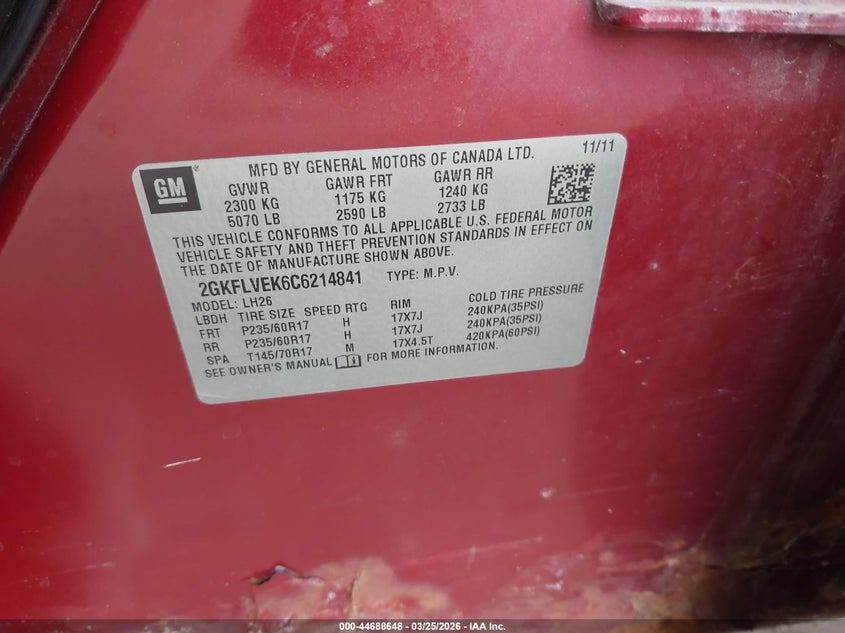 MFD BY GENERAL MOTORS OF CANADA LTD. 11/11
GM ®
GVWR GAWR FRT GAWR RR
2300 KG 1175 KG 1240 KG
5070 LB 2590 LB 2733 LB
THIS VEHICLE CONFORMS TO ALL APPLICABLE U.S. FEDERAL MOTOR
VEHICLE SAFETY AND THEFT PREVENTION STANDARDS IN EFFECT ON
THE DATE OF MANUFACTURE SHOWN ABOVE.
2GKFLVEK6C6214841 TYPE: M.P.V.
MODEL: LH26
LBDH TIRE SIZE SPEED RTG RIM COLD TIRE PRESSURE
FRT P235/60R17 H 17X7J 240KPA(35PSI)
RR P235/60R17 H 17X7J 240KPA(35PSI)
SPA T145/70R17 M 17X4.5T 420KPA(60PSI)
SEE OWNER'S MANUAL FOR MORE INFORMATION.
000-44688648 - 03/25/2026 - IAA Inc.